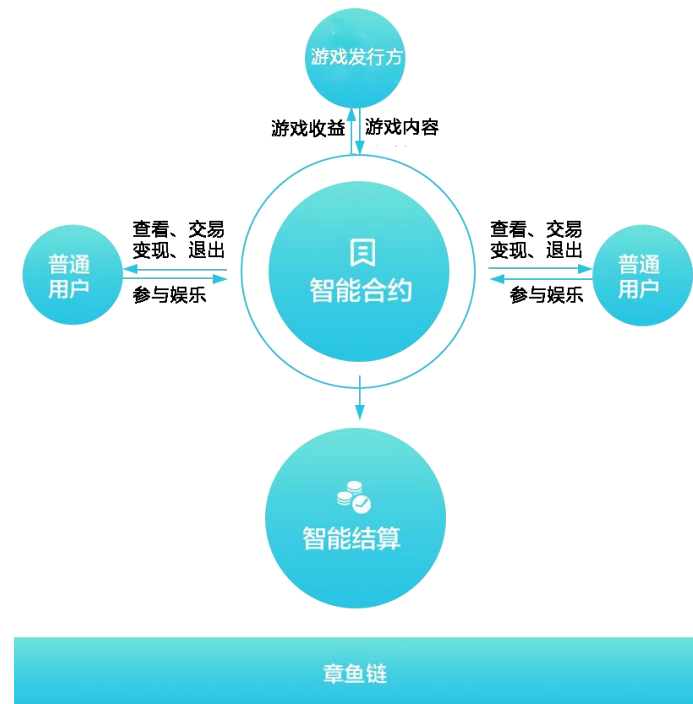 游戏发行方
游戏收益
游戏内容
查看、交易
变现、退出
普通
用户
参与娱乐
智能合约
查看、交易
变现、退出
普通
用户
参与娱乐
智能结算
章鱼链